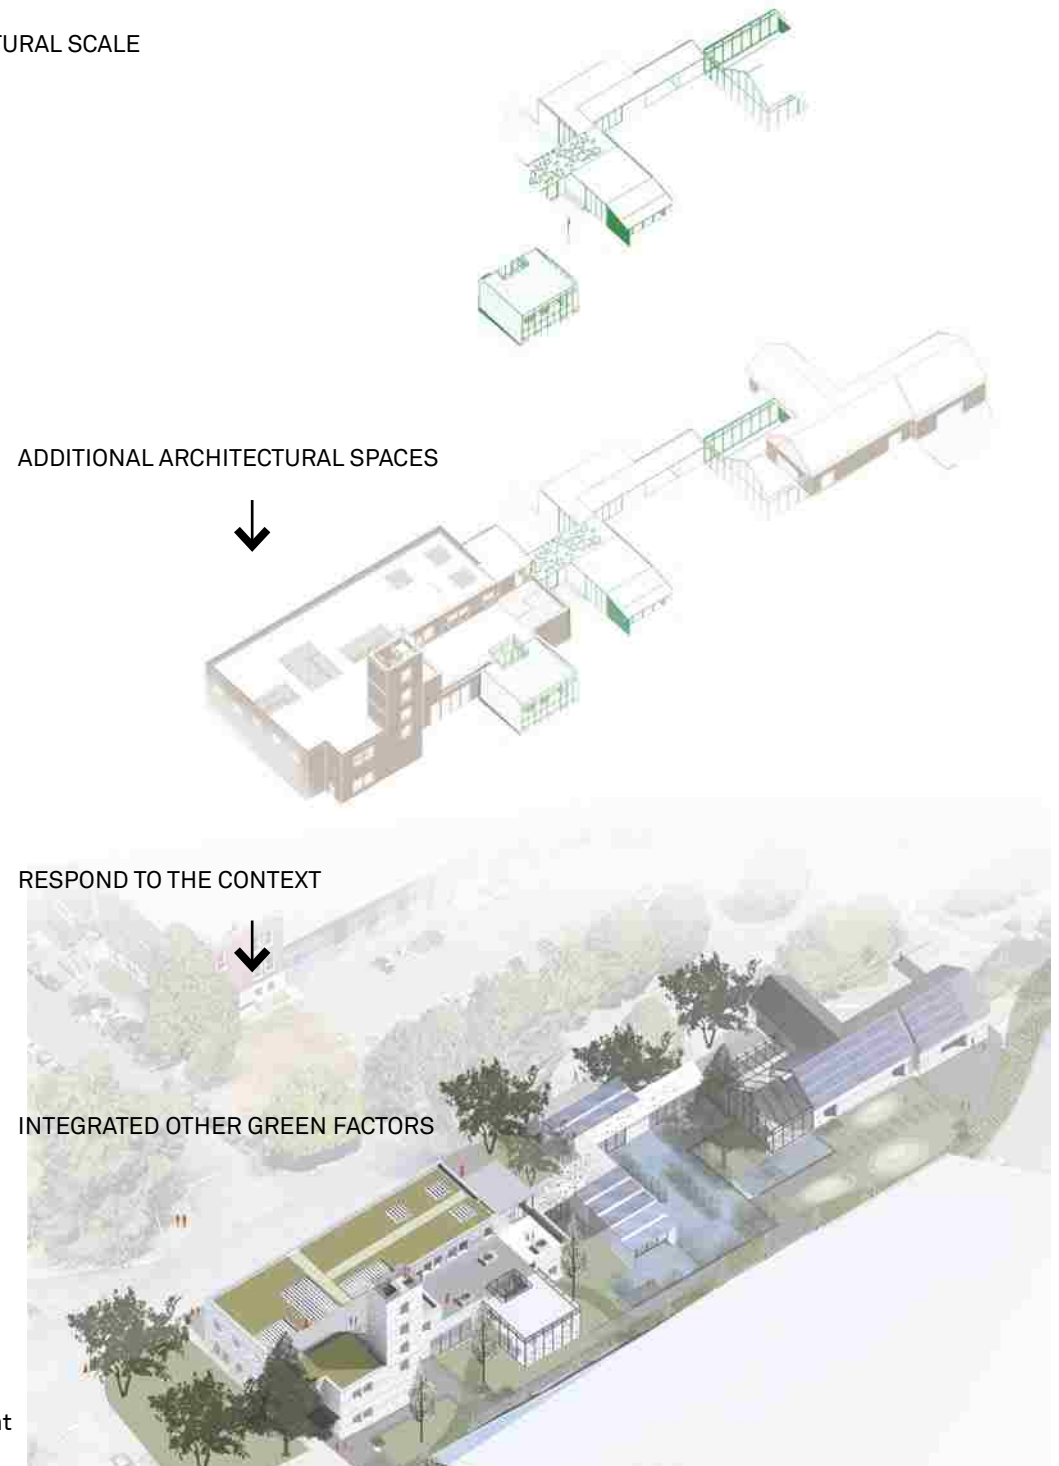 TURAL SCALE
ADDITIONAL ARCHITECTURAL SPACES
RESPOND TO THE CONTEXT
INTEGRATED OTHER GREEN FACTORS